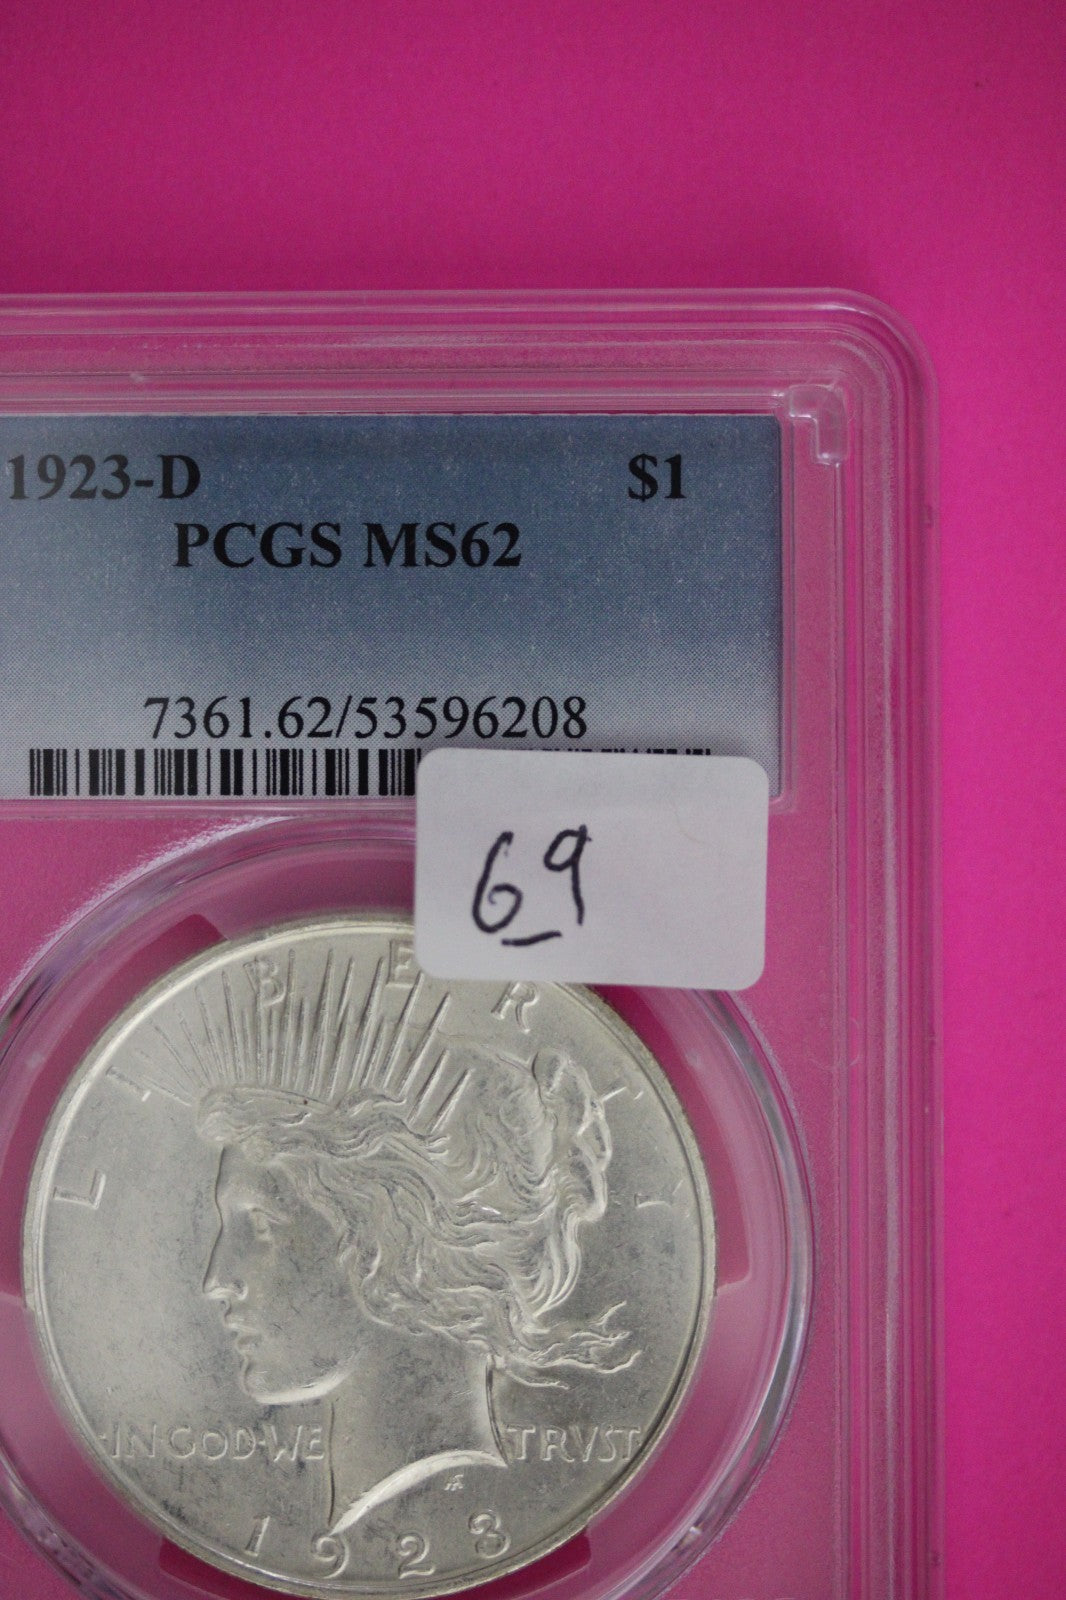 1923-D $1
PCGS MS62
7361.62/53596208
69
LIBERTY
IN GOD WE TRVST
1923